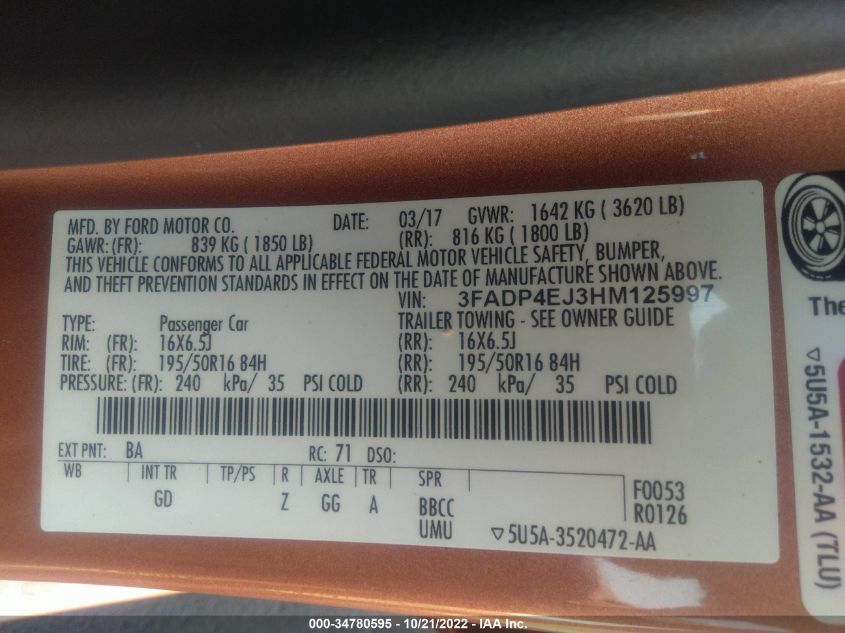 MFD. BY FORD MOTOR CO. DATE: 03/17 GVWR: 1642 KG ( 3620 LB)
GAWR: (FR): 839 KG ( 1850 LB) (RR): 816 KG ( 1800 LB)
THIS VEHICLE CONFORMS TO ALL APPLICABLE FEDERAL MOTOR VEHICLE SAFETY, BUMPER,
AND THEFT PREVENTION STANDARDS IN EFFECT ON THE DATE OF MANUFACTURE SHOWN ABOVE.
VIN: 3FADP4EJ3HM125997
TYPE: Passenger Car TRAILER TOWING - SEE OWNER GUIDE
RIM: (FR): 16X6.5J (RR): 16X6.5J
TIRE: (FR): 195/50R16 84H (RR): 195/50R16 84H
PRESSURE: (FR): 240 kPa/ 35 PSI COLD (RR): 240 kPa/ 35 PSI COLD
EXT PNT: BA RC: 71 DSO:
WB INT TR TP/PS R AXLE TR SPR
GD Z GG A BBCC
UMU
F0053
R0126
▽5U5A-3520472-AA
The
▽5U5A-1532-AA (TLU)
000-34780595 - 10/21/2022 - IAA Inc.